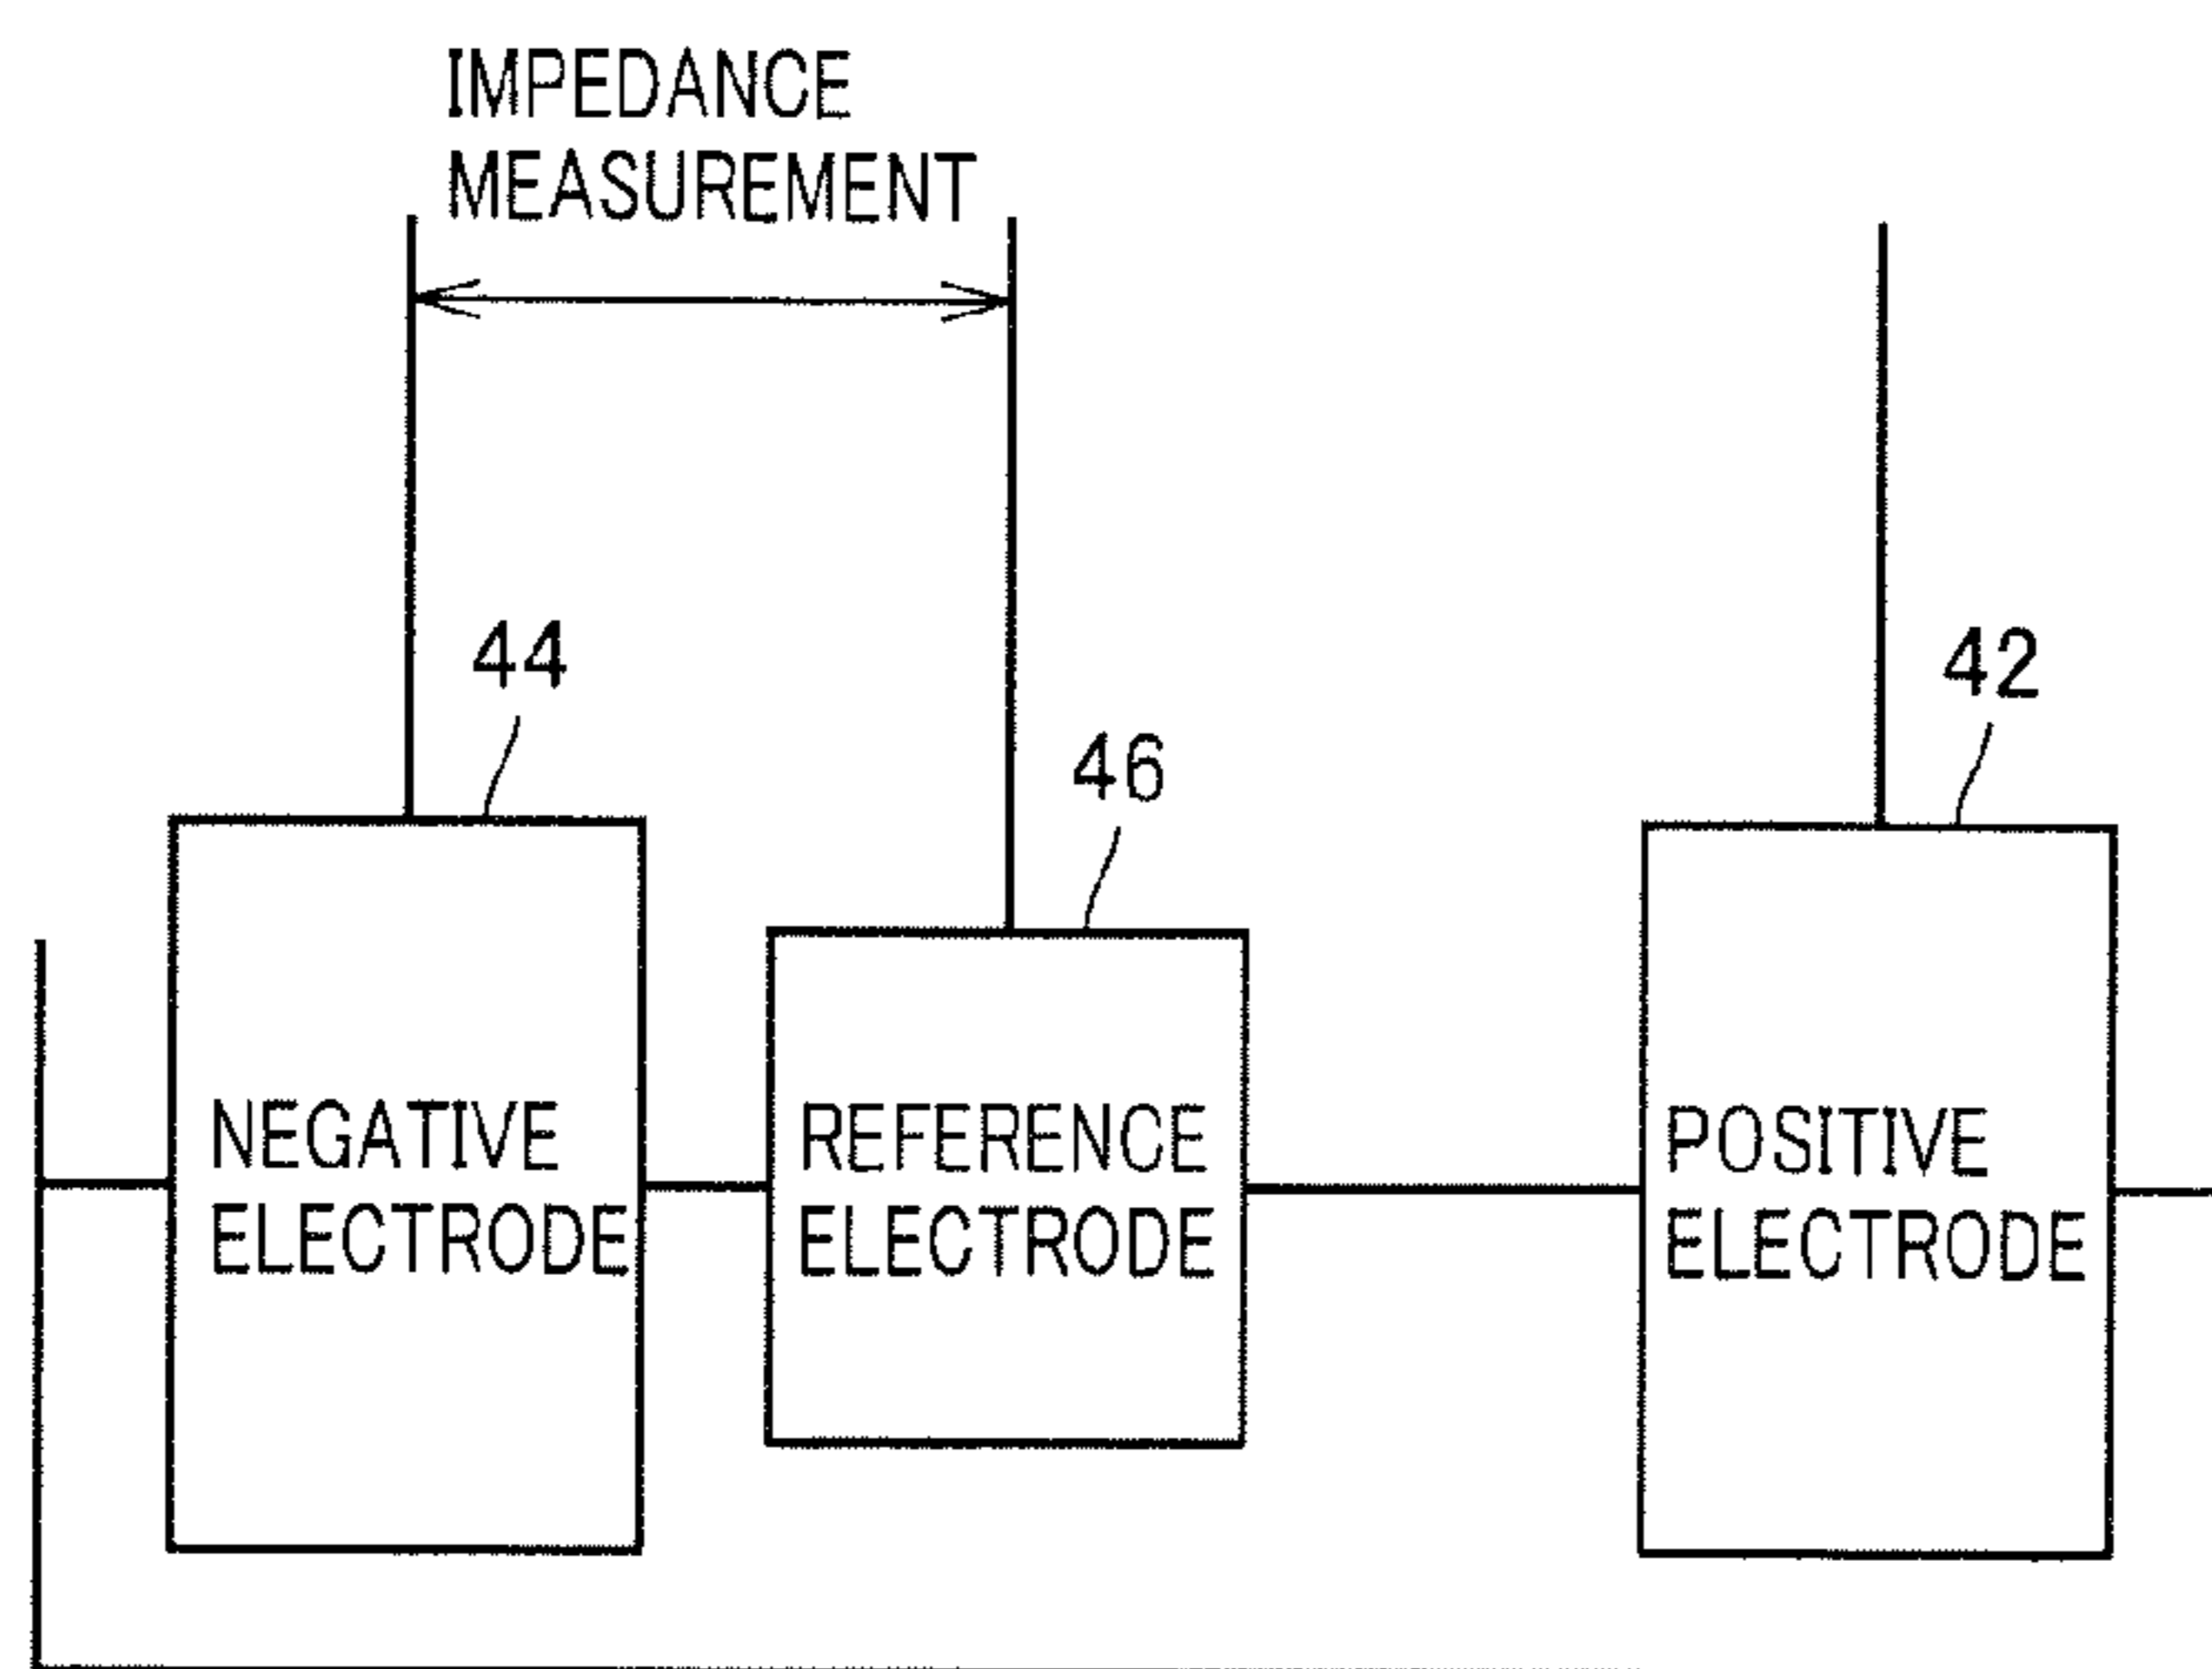 IMPEDANCE
MEASUREMENT
44
46
42
NEGATIVE
ELECTRODE
REFERENCE
ELECTRODE
POSITIVE
ELECTRODE